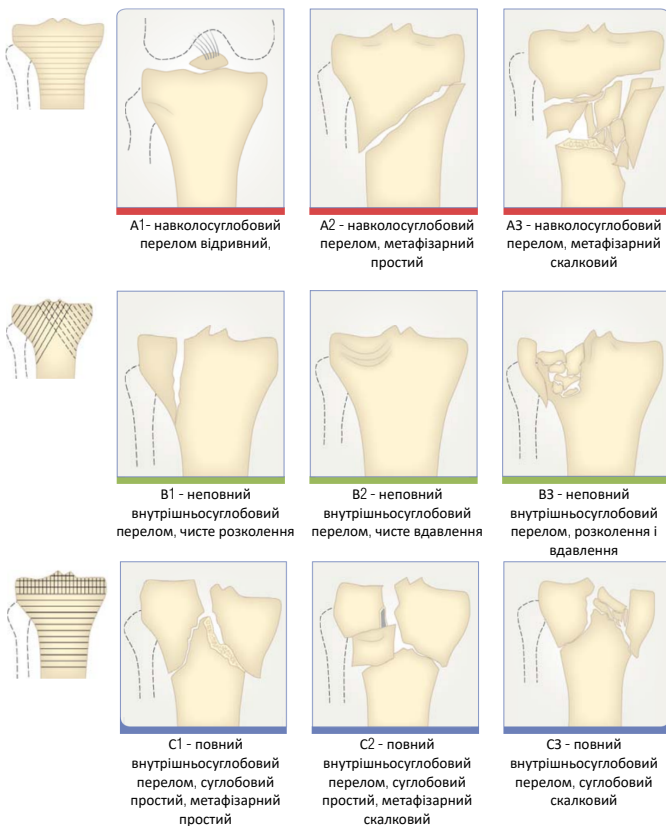 А1- навколосуглобовий
перелом відривний,
А2 - навколосуглобовий
перелом, метафізарний
простий
А3 - навколосуглобовий
перелом, метафізарний
скалковий
В1 - неповний
внутрішньосуглобовий
перелом, чисте розколення
В2 - неповний
внутрішньосуглобовий
перелом, чисте вдавлення
В3 - неповний
внутрішньосуглобовий
перелом, розколення і
вдавлення
С1 - повний
внутрішньосуглобовий
перелом, суглобовий
простий, метафізарний
простий
С2 - повний
внутрішньосуглобовий
перелом, суглобовий
простий, метафізарний
скалковий
С3 - повний
внутрішньосуглобовий
перелом, суглобовий
скалковий